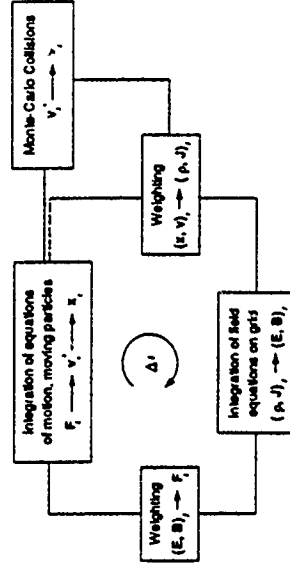 Monte-Carlo Collisions
V'ᵢ → Vᵢ
Integration of equations
of motion, moving particles
Fᵢ → V'ᵢ → xᵢ
Weighting
(E, B)ⱼ → Fᵢ
Δt
Weighting
(x, v)ᵢ → (ρ, J)ⱼ
Integration of field
equations on grid
(ρ, J)ⱼ → (E, B)ⱼ